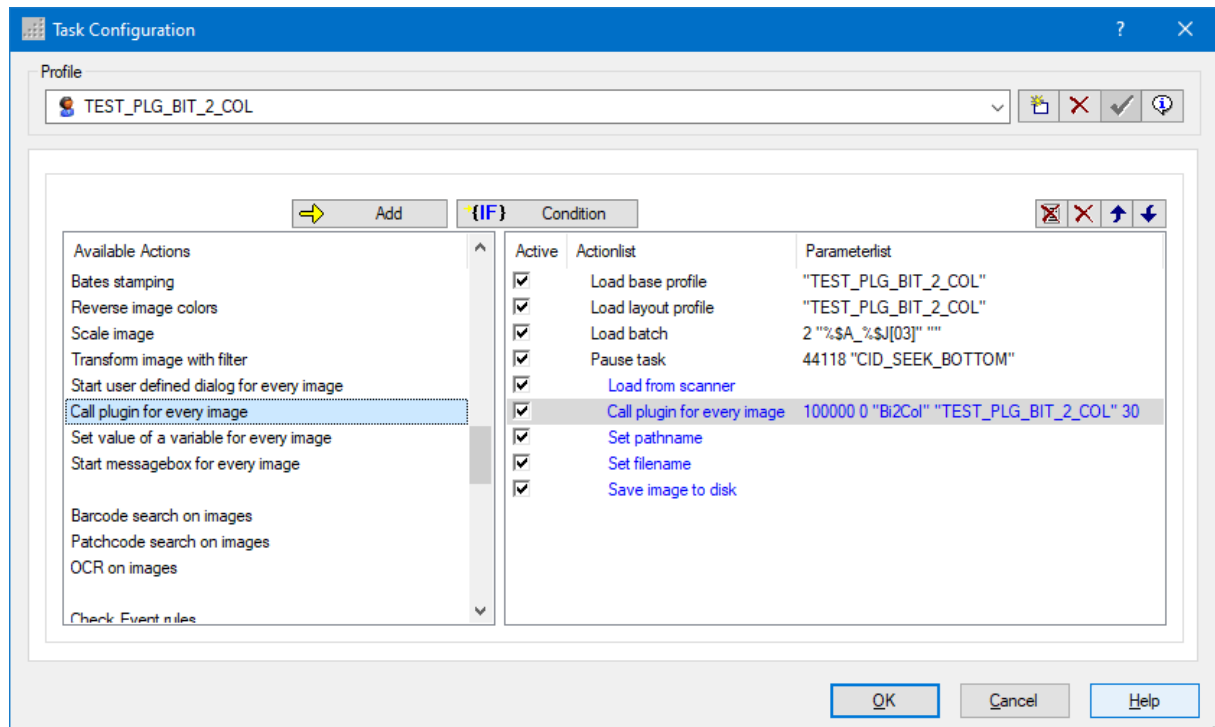 Task Configuration ?
Profile
TEST_PLG_BIT_2_COL
Add {IF} Condition
Available Actions
Bates stamping
Reverse image colors
Scale image
Transform image with filter
Start user defined dialog for every image
Call plugin for every image
Set value of a variable for every image
Start messagebox for every image
Barcode search on images
Patchcode search on images
OCR on images
Check Event rules
Active Actionlist Parameterlist
Load base profile "TEST_PLG_BIT_2_COL"
Load layout profile "TEST_PLG_BIT_2_COL"
Load batch 2 "%$A_%$J[03]" ""
Pause task 44118 "CID_SEEK_BOTTOM"
Load from scanner
Call plugin for every image 100000 0 "Bi2Col" "TEST_PLG_BIT_2_COL" 30
Set pathname
Set filename
Save image to disk
OK Cancel Help